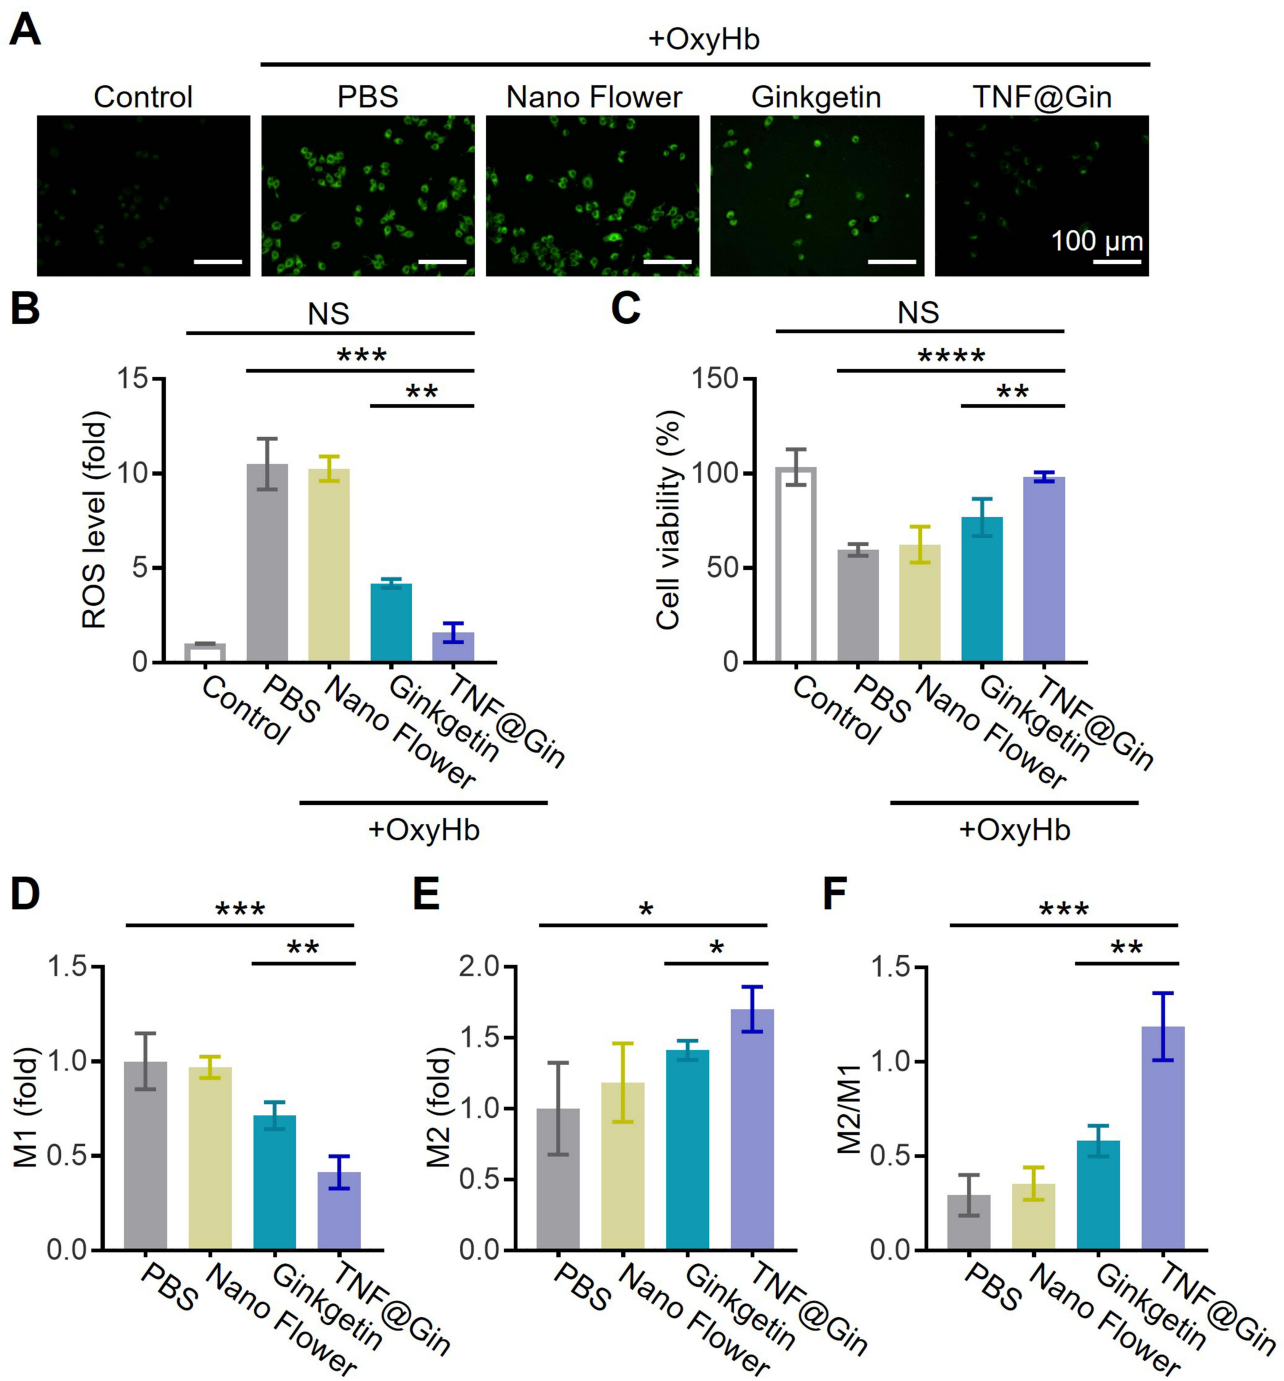 A
+OxyHb
Control
PBS
Nano Flower
Ginkgetin
TNF@Gin
100 μm
B
NS
***
**
15
10
5
0
ROS level (fold)
Control
PBS
Nano Flower
Ginkgetin
TNF@Gin
+OxyHb
C
NS
****
**
150
100
50
0
Cell viability (%)
Control
PBS
Nano Flower
Ginkgetin
TNF@Gin
+OxyHb
D
***
**
1.5
1.0
0.5
0.0
M1 (fold)
PBS
Nano Flower
Ginkgetin
TNF@Gin
E
*
*
2.0
1.5
1.0
0.5
0.0
M2 (fold)
PBS
Nano Flower
Ginkgetin
TNF@Gin
F
***
**
1.5
1.0
0.5
0.0
M2/M1
PBS
Nano Flower
Ginkgetin
TNF@Gin